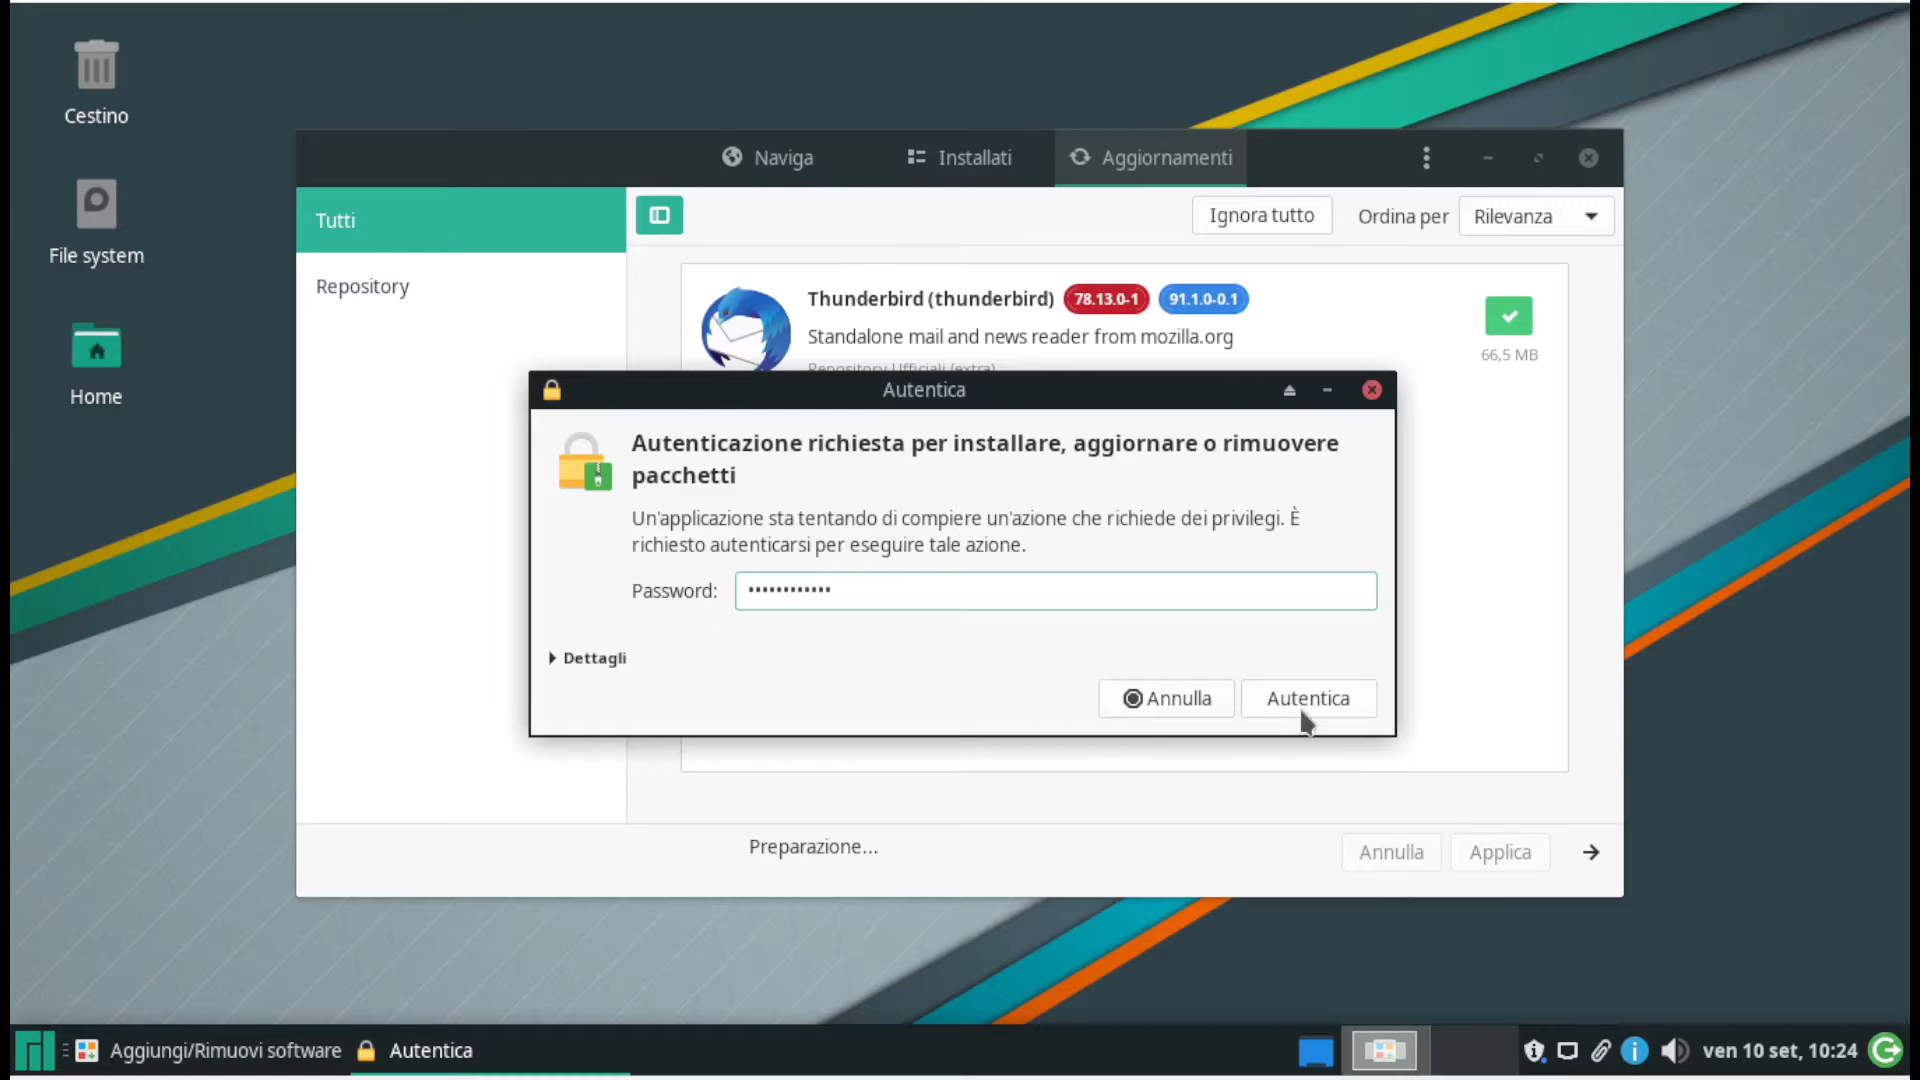 Cestino
File system
Home
Naviga
Installati
Aggiornamenti
Tutti
Repository
Ignora tutto
Ordina per
Rilevanza
Thunderbird (thunderbird) 78.13.0-1 91.1.0-0.1
Standalone mail and news reader from mozilla.org
Repository Ufficiali (extra)
66,5 MB
Autentica
Autenticazione richiesta per installare, aggiornare o rimuovere
pacchetti
Un'applicazione sta tentando di compiere un'azione che richiede dei privilegi. È
richiesto autenticarsi per eseguire tale azione.
Password: ••••••••••••
Dettagli
Annulla
Autentica
Preparazione...
Annulla
Applica
Aggiungi/Rimuovi software
Autentica
ven 10 set, 10:24